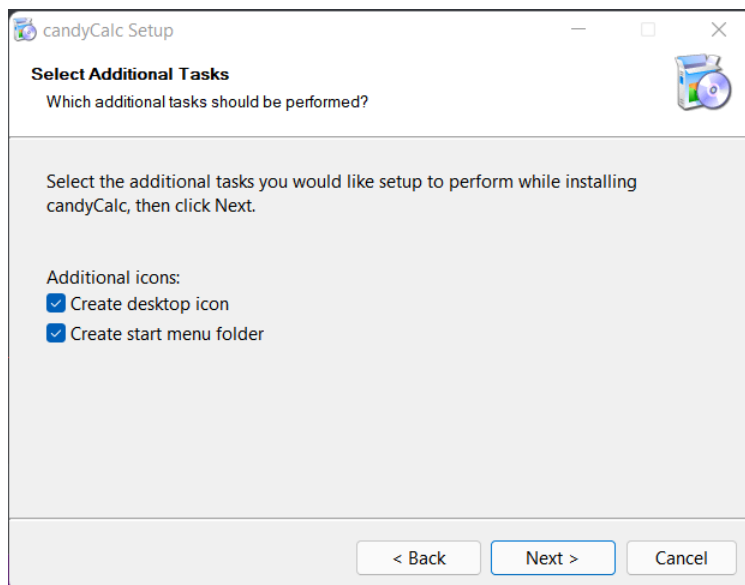 candyCalc Setup
Select Additional Tasks
Which additional tasks should be performed?
Select the additional tasks you would like setup to perform while installing
candyCalc, then click Next.
Additional icons:
Create desktop icon
Create start menu folder
< Back
Next >
Cancel